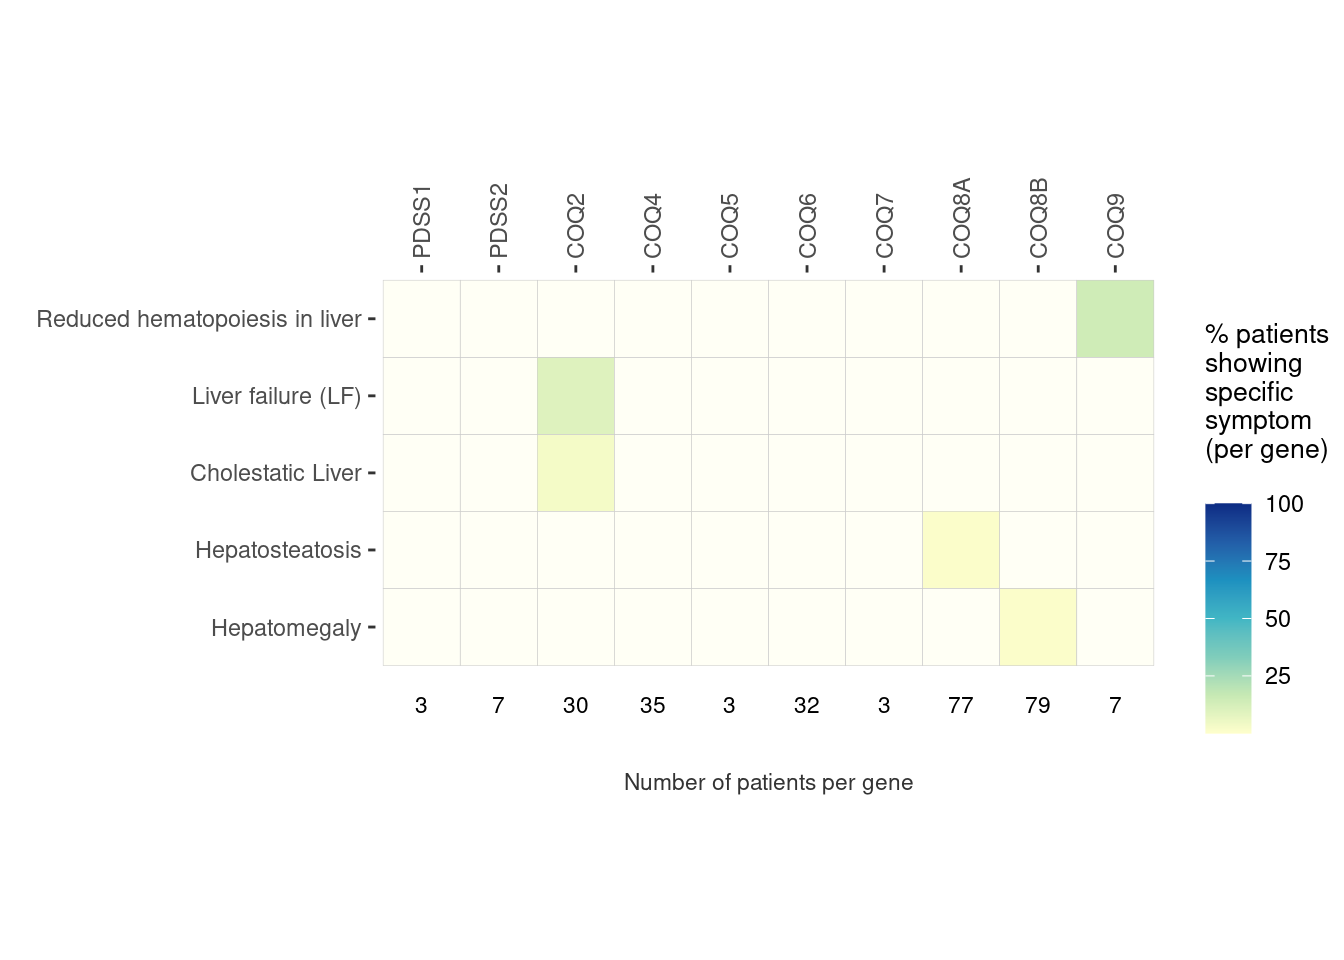 PDSS1
PDSS2
COQ2
COQ4
COQ5
COQ6
COQ7
COQ8A
COQ8B
COQ9
Reduced hematopoiesis in liver
Liver failure (LF)
Cholestatic Liver
Hepatosteatosis
Hepatomegaly
3 7 30 35 3 32 3 77 79 7
Number of patients per gene
% patients
showing
specific
symptom
(per gene)
100
75
50
25